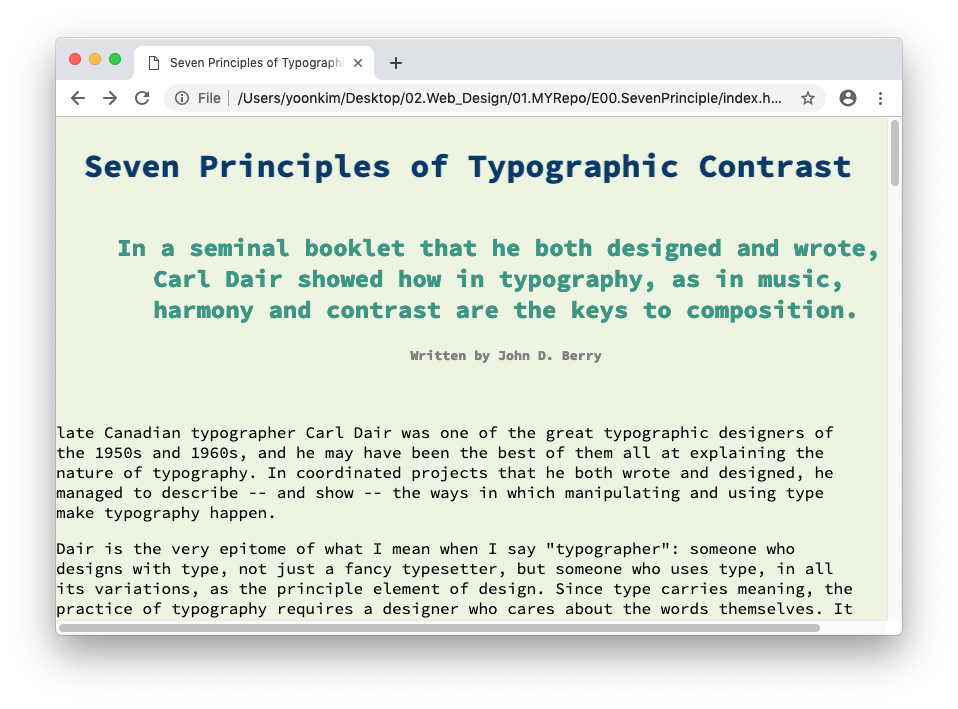 Seven Principles of Typographi
File /Users/yoonkim/Desktop/02.Web_Design/01.MYRepo/E00.SevenPrinciple/index.h...
Seven Principles of Typographic Contrast
In a seminal booklet that he both designed and wrote,
Carl Dair showed how in typography, as in music,
harmony and contrast are the keys to composition.
Written by John D. Berry
late Canadian typographer Carl Dair was one of the great typographic designers of
the 1950s and 1960s, and he may have been the best of them all at explaining the
nature of typography. In coordinated projects that he both wrote and designed, he
managed to describe -- and show -- the ways in which manipulating and using type
make typography happen.
Dair is the very epitome of what I mean when I say "typographer": someone who
designs with type, not just a fancy typesetter, but someone who uses type, in all
its variations, as the principle element of design. Since type carries meaning, the
practice of typography requires a designer who cares about the words themselves. It